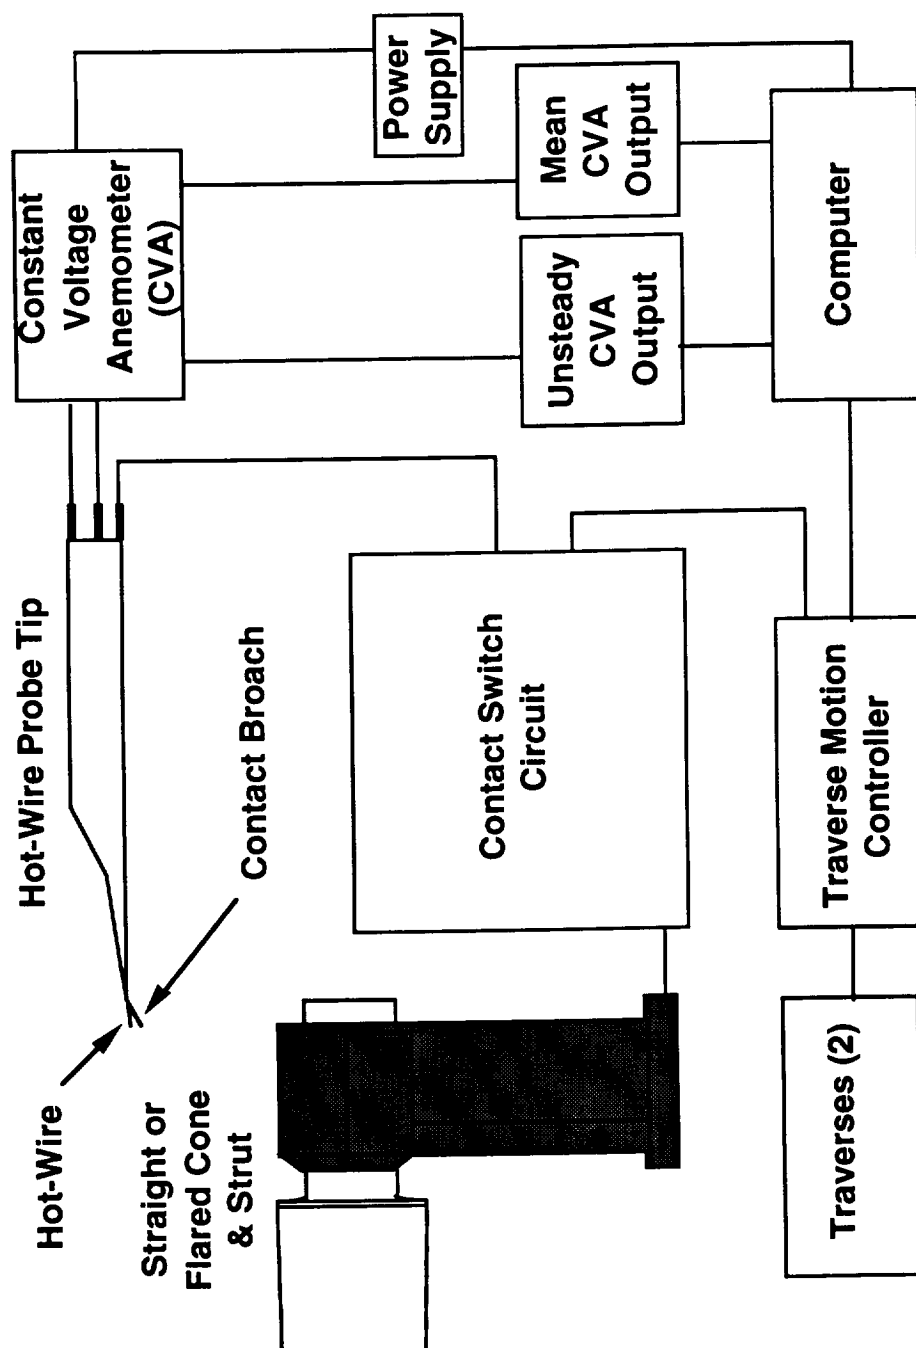 Hot-Wire
Hot-Wire Probe Tip
Constant
Voltage
Anemometer
(CVA)
Contact Broach
Straight or
Flared Cone
& Strut
Power
Supply
Contact Switch
Circuit
Unsteady
CVA
Output
Mean
CVA
Output
Traverses (2)
Traverse Motion
Controller
Computer